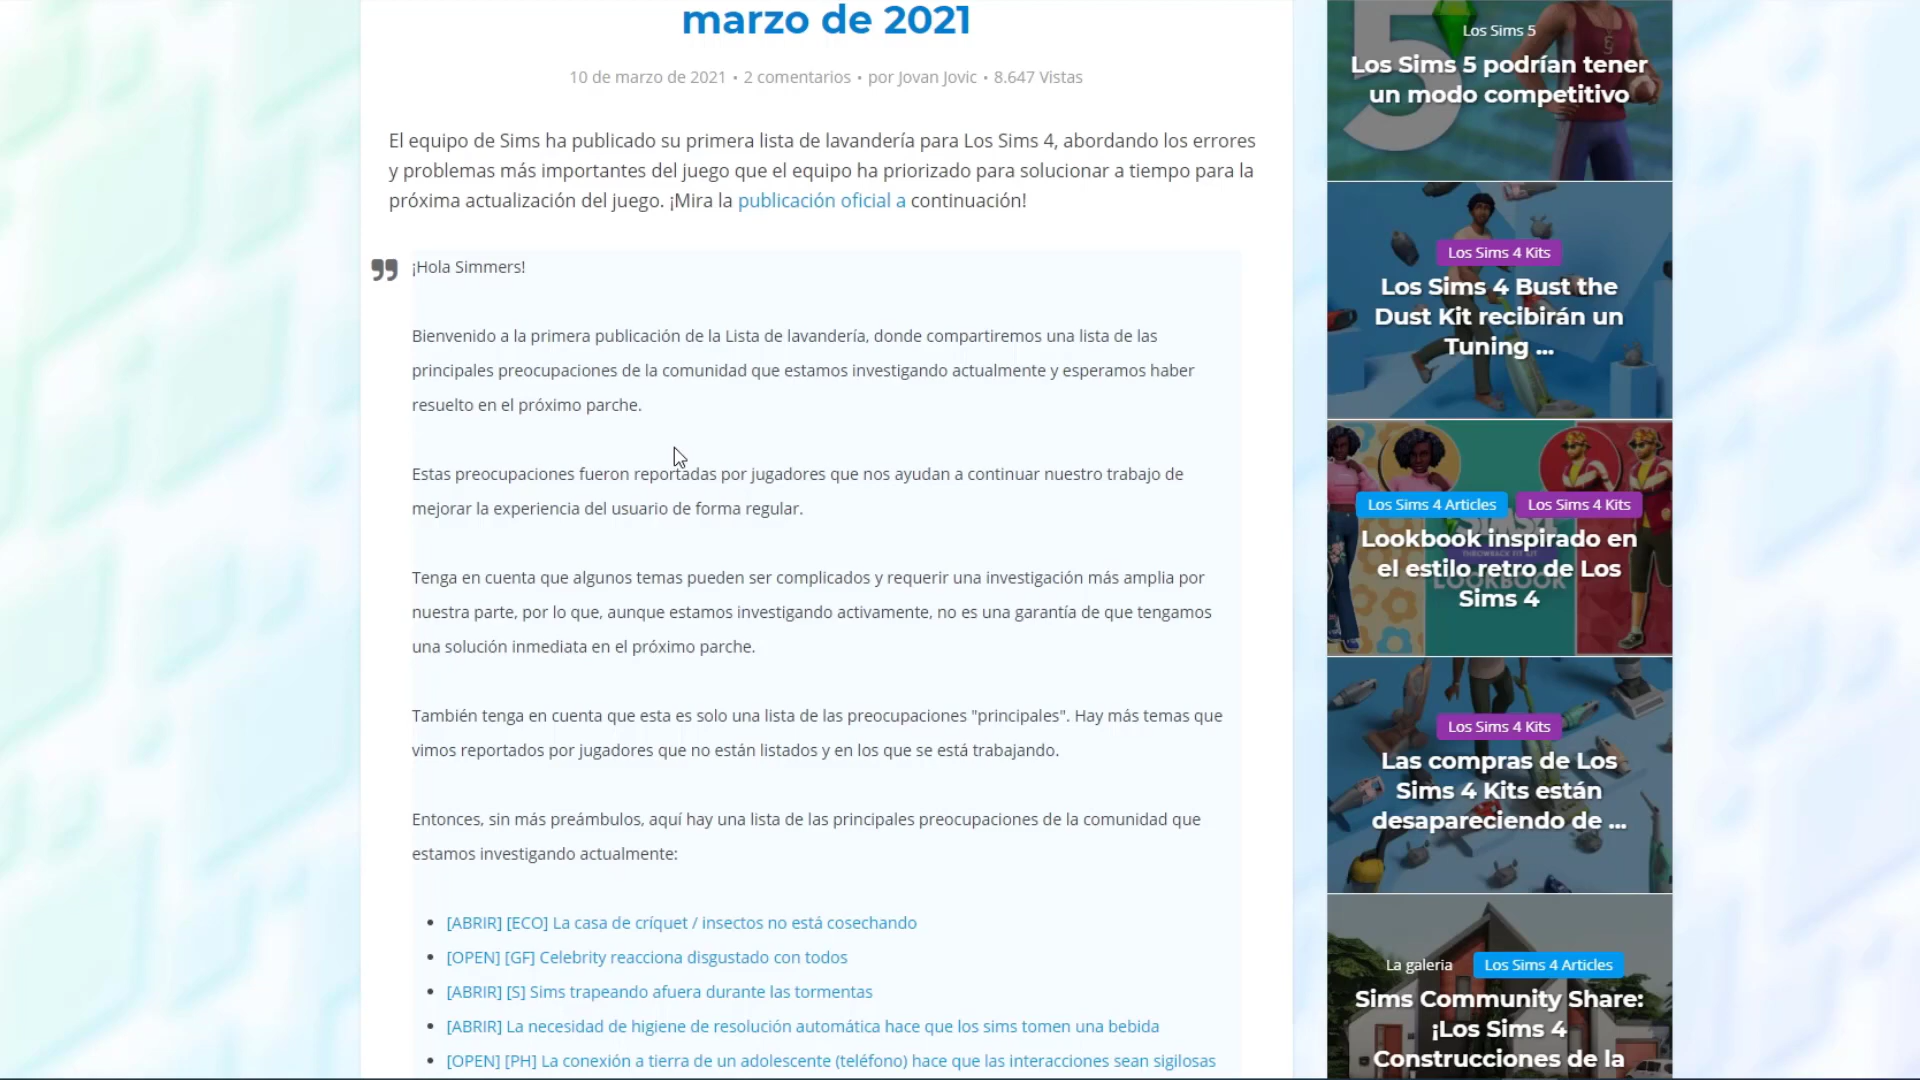 marzo de 2021
10 de marzo de 2021 • 2 comentarios • por Jovan Jovic • 8.647 Vistas
El equipo de Sims ha publicado su primera lista de lavandería para Los Sims 4, abordando los errores
y problemas más importantes del juego que el equipo ha priorizado para solucionar a tiempo para la
próxima actualización del juego. ¡Mira la publicación oficial a continuación!
¡Hola Simmers!
Bienvenido a la primera publicación de la Lista de lavandería, donde compartiremos una lista de las
principales preocupaciones de la comunidad que estamos investigando actualmente y esperamos haber
resuelto en el próximo parche.
Estas preocupaciones fueron reportadas por jugadores que nos ayudan a continuar nuestro trabajo de
mejorar la experiencia del usuario de forma regular.
Tenga en cuenta que algunos temas pueden ser complicados y requerir una investigación más amplia por
nuestra parte, por lo que, aunque estamos investigando activamente, no es una garantía de que tengamos
una solución inmediata en el próximo parche.
También tenga en cuenta que esta es solo una lista de las preocupaciones "principales". Hay más temas que
vimos reportados por jugadores que no están listados y en los que se está trabajando.
Entonces, sin más preámbulos, aquí hay una lista de las principales preocupaciones de la comunidad que
estamos investigando actualmente:
• [ABRIR] [ECO] La casa de críquet / insectos no está cosechando
• [OPEN] [GF] Celebrity reacciona disgustado con todos
• [ABRIR] [S] Sims trapeando afuera durante las tormentas
• [ABRIR] La necesidad de higiene de resolución automática hace que los sims tomen una bebida
• [OPEN] [PH] La conexión a tierra de un adolescente (teléfono) hace que las interacciones sean sigilosas
5
Los Sims 5
Los Sims 5 podrían tener
un modo competitivo
Los Sims 4 Kits
Los Sims 4 Bust the
Dust Kit recibirán un
Tuning ...
Los Sims 4 Articles
Los Sims 4 Kits
Lookbook inspirado en
el estilo retro de Los
Sims 4
LOOKBOOK
Los Sims 4 Kits
Las compras de Los
Sims 4 Kits están
desapareciendo de ...
La galeria
Los Sims 4 Articles
Sims Community Share:
¡Los Sims 4
Construcciones de la